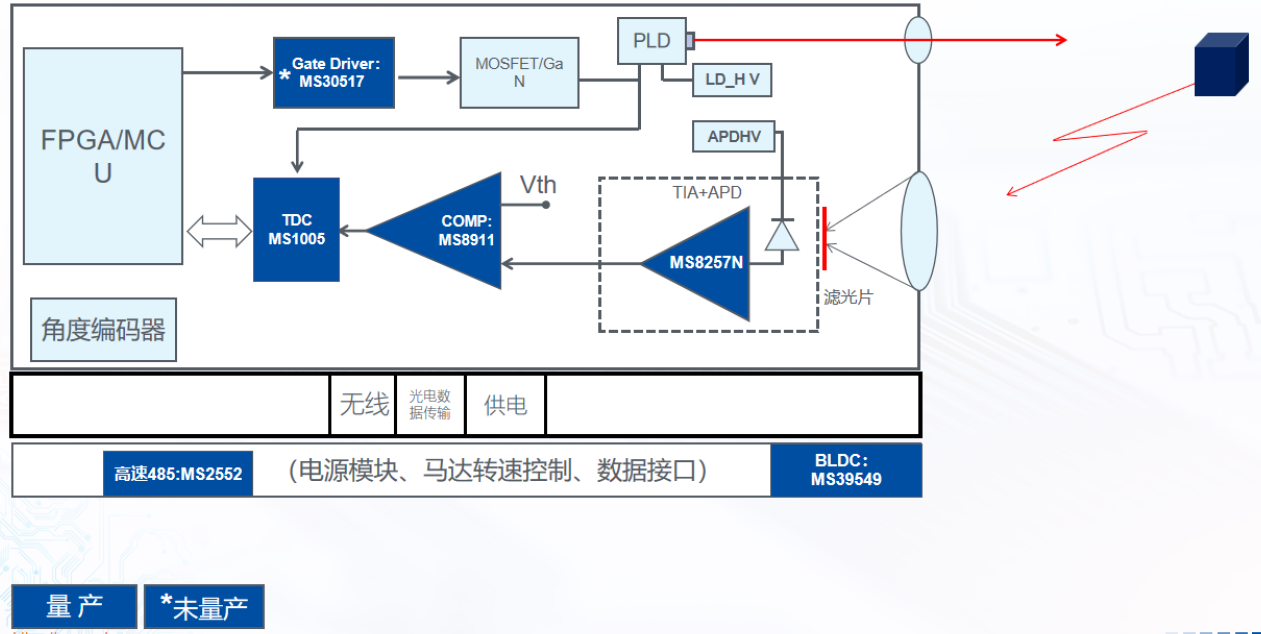 PLD
Gate Driver:
* MS30517
MOSFET/Ga
N
LD_H V
FPGA/MC
U
APDHV
Vth
TIA+APD
TDC
MS1005
COMP:
MS8911
MS8257N
滤光片
角度编码器
无线
光电数
据传输
供电
高速485:MS2552
(电源模块、马达转速控制、数据接口)
BLDC:
MS39549
量产
*未量产